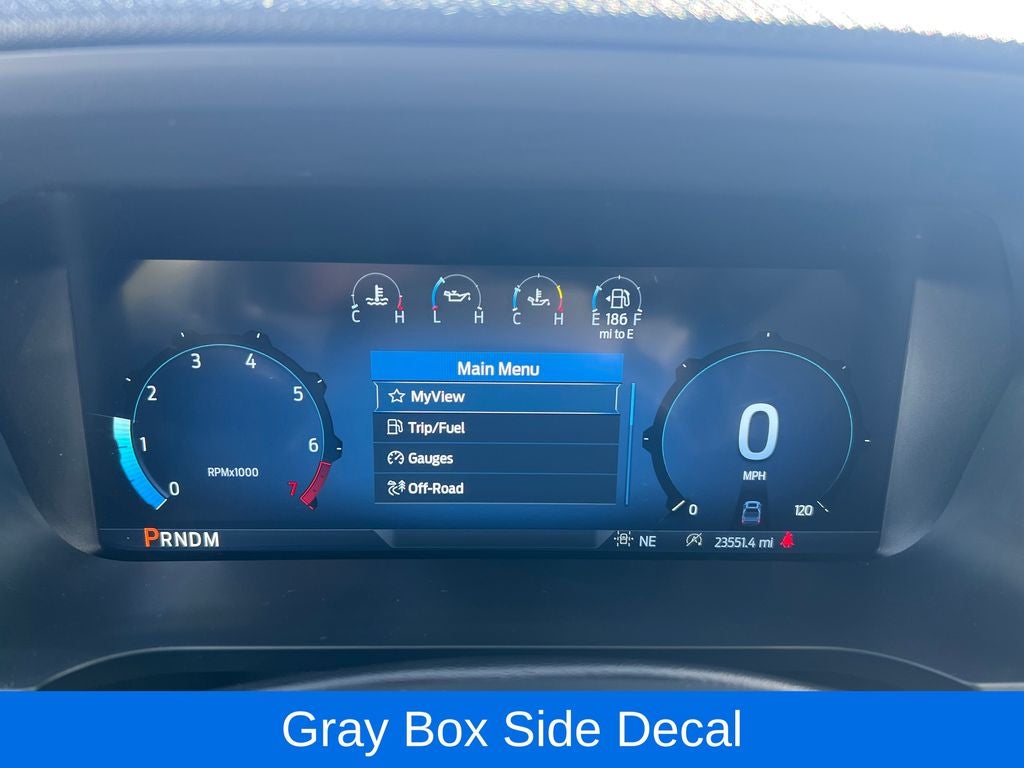 C H
L H
C H
E 186 F
mi to E
Main Menu
MyView
Trip/Fuel
Gauges
Off-Road
0
1
2
3
4
5
6
7
RPMx1000
0
MPH
0 120
PRNDM
NE
23551.4 mi
Gray Box Side Decal